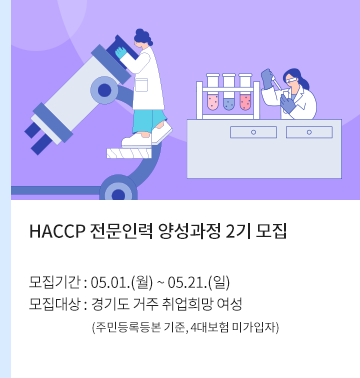 HACCP 전문인력 양성과정 2기 모집
모집기간 : 05.01.(월) ~ 05.21.(일)
모집대상 : 경기도 거주 취업희망 여성
(주민등록등본 기준, 4대보험 미가입자)